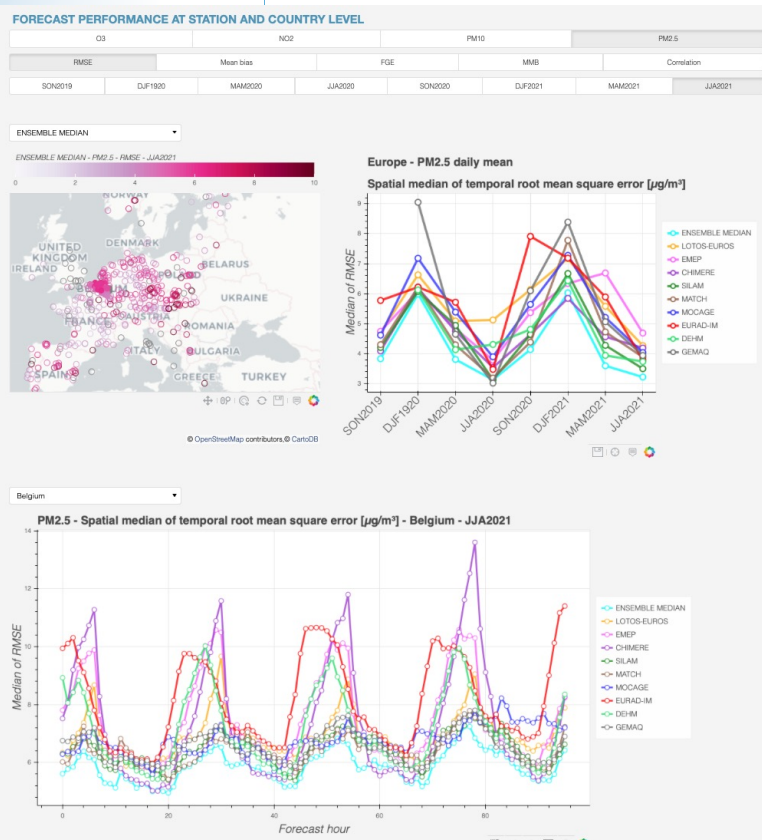 FORECAST PERFORMANCE AT STATION AND COUNTRY LEVEL
O3 NO2 PM10 PM2.5
RMSE Mean bias FGE MMB Correlation
SON2019 DJF1920 MAM2020 JJA2020 SON2020 DJF2021 MAM2021 JJA2021
ENSEMBLE MEDIAN
ENSEMBLE MEDIAN - PM2.5 - RMSE - JJA2021
0 2 4 6 8 10
NORWAY
DENMARK
UNITED
KINGDOM
IRELAND
BELARUS
UKRAINE
FRANCE
AUSTRIA
ROMANIA
ITALY
BULGARIA
SPAIN
GREECE
TURKEY
© OpenStreetMap contributors,© CartoDB
Europe - PM2.5 daily mean
Spatial median of temporal root mean square error [µg/m³]
Median of RMSE
9
8
7
6
5
4
3
SON2019 DJF1920 MAM2020 JJA2020 SON2020 DJF2021 MAM2021 JJA2021
ENSEMBLE MEDIAN
LOTOS-EUROS
EMEP
CHIMERE
SILAM
MATCH
MOCAGE
EURAD-IM
DEHM
GEMAQ
Belgium
PM2.5 - Spatial median of temporal root mean square error [µg/m³] - Belgium - JJA2021
Median of RMSE
14
12
10
8
6
0 20 40 60 80
Forecast hour
ENSEMBLE MEDIAN
LOTOS-EUROS
EMEP
CHIMERE
SILAM
MATCH
MOCAGE
EURAD-IM
DEHM
GEMAQ